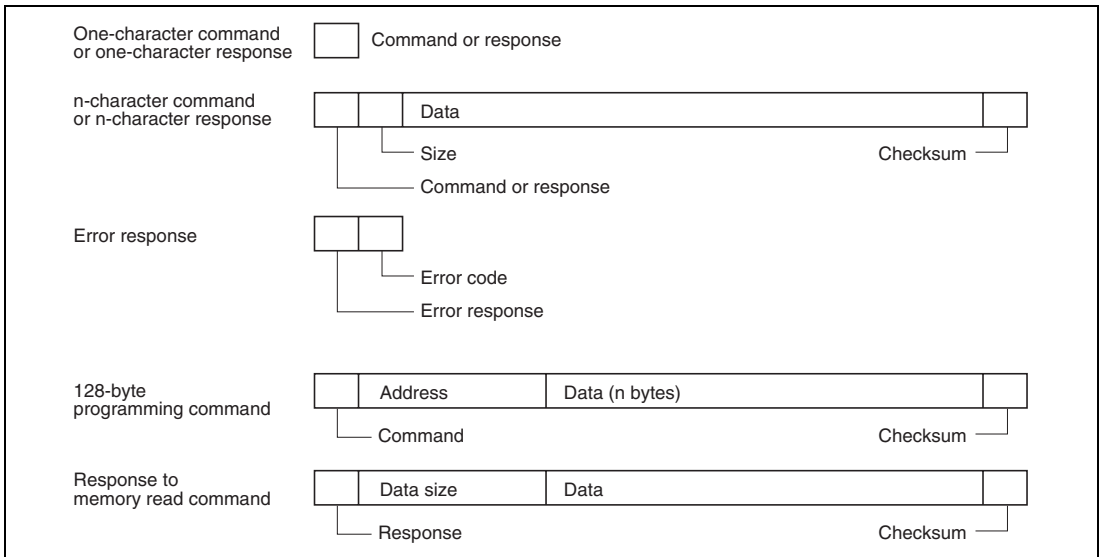 One-character command
or one-character response
Command or response
n-character command
or n-character response
Data
Size
Checksum
Command or response
Error response
Error code
Error response
128-byte
programming command
Address
Data (n bytes)
Command
Checksum
Response to
memory read command
Data size
Data
Response
Checksum